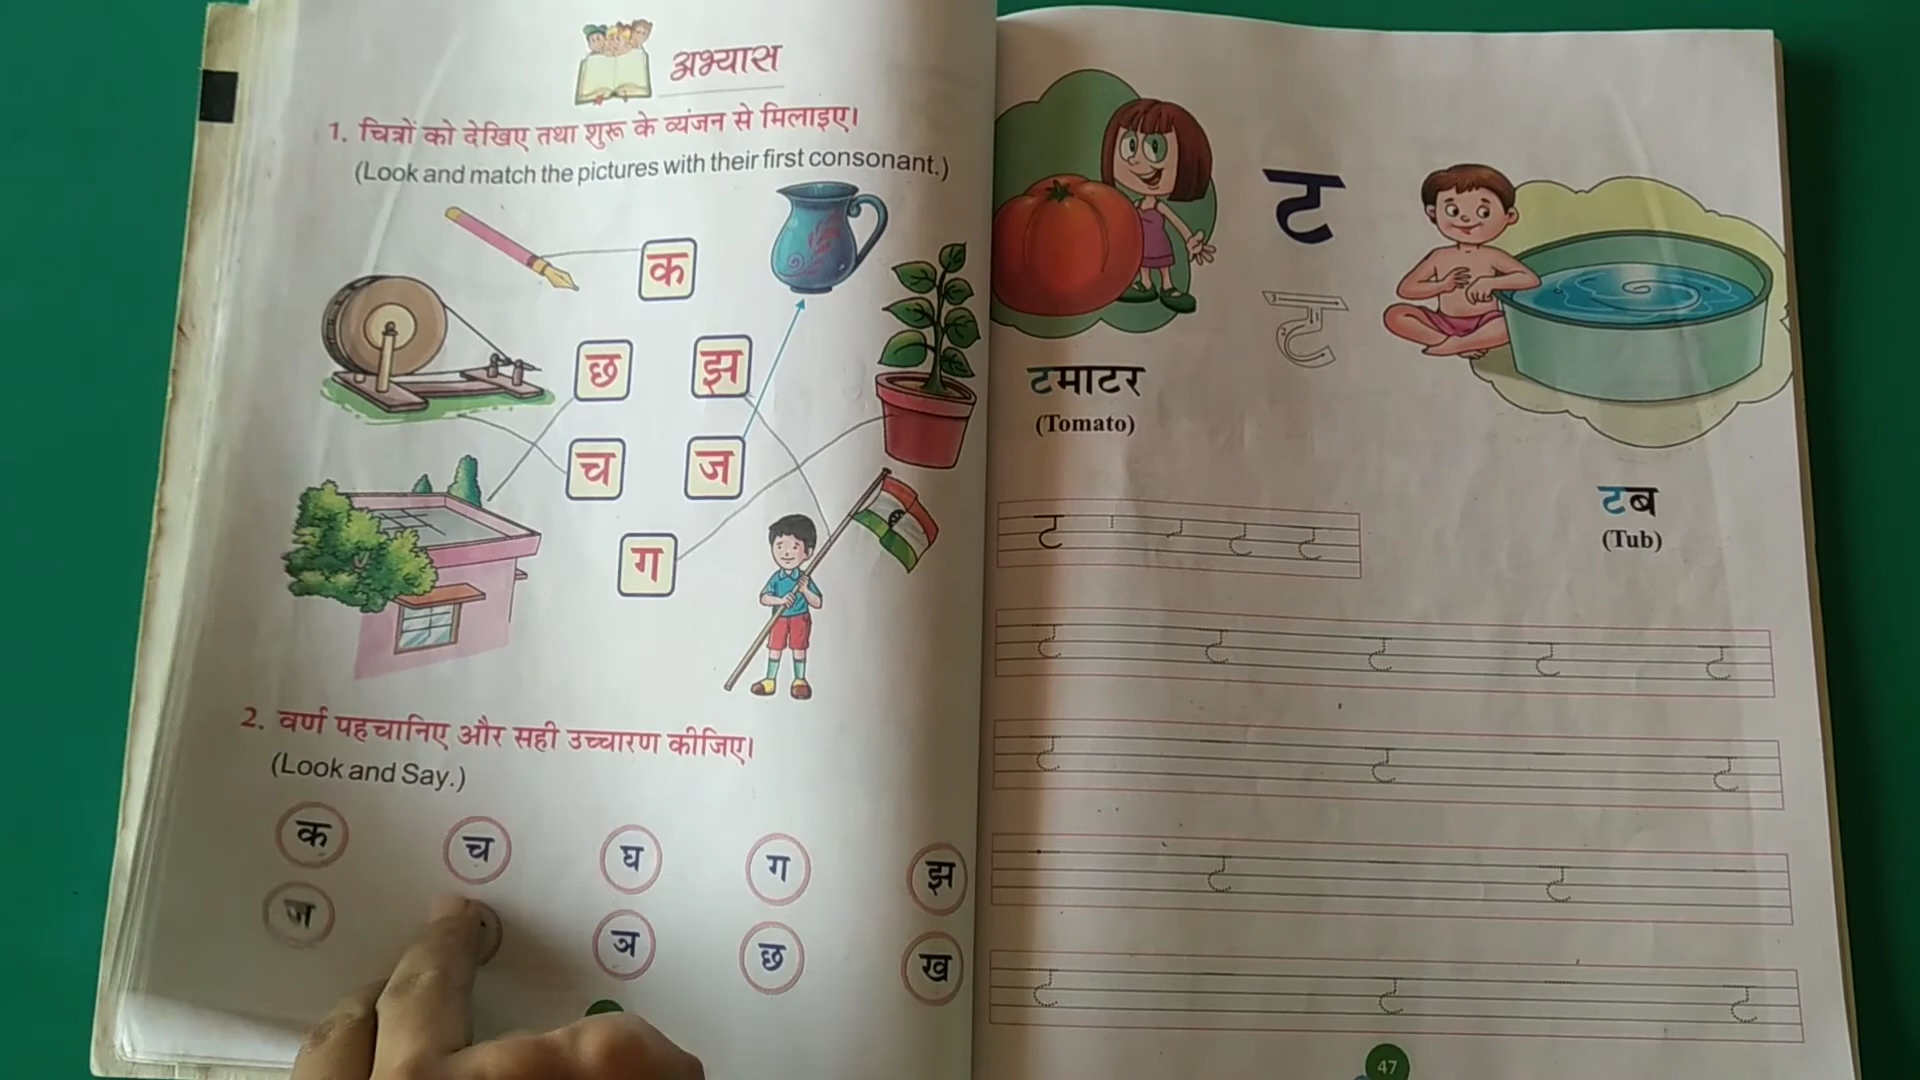 अभ्यास
1. चित्रों को देखिए तथा शुरू के व्यंजन से मिलाइए।
(Look and match the pictures with their first consonant.)
क
छ झ
च ज
ग
2. वर्ण पहचानिए और सही उच्चारण कीजिए।
(Look and Say.)
क च घ ग झ
ज ञ छ ख
ट
ट
टमाटर
(Tomato)
टब
(Tub)
ट ट ट
ट ट ट ट ट
ट ट ट
ट ट
ट ट ट
47